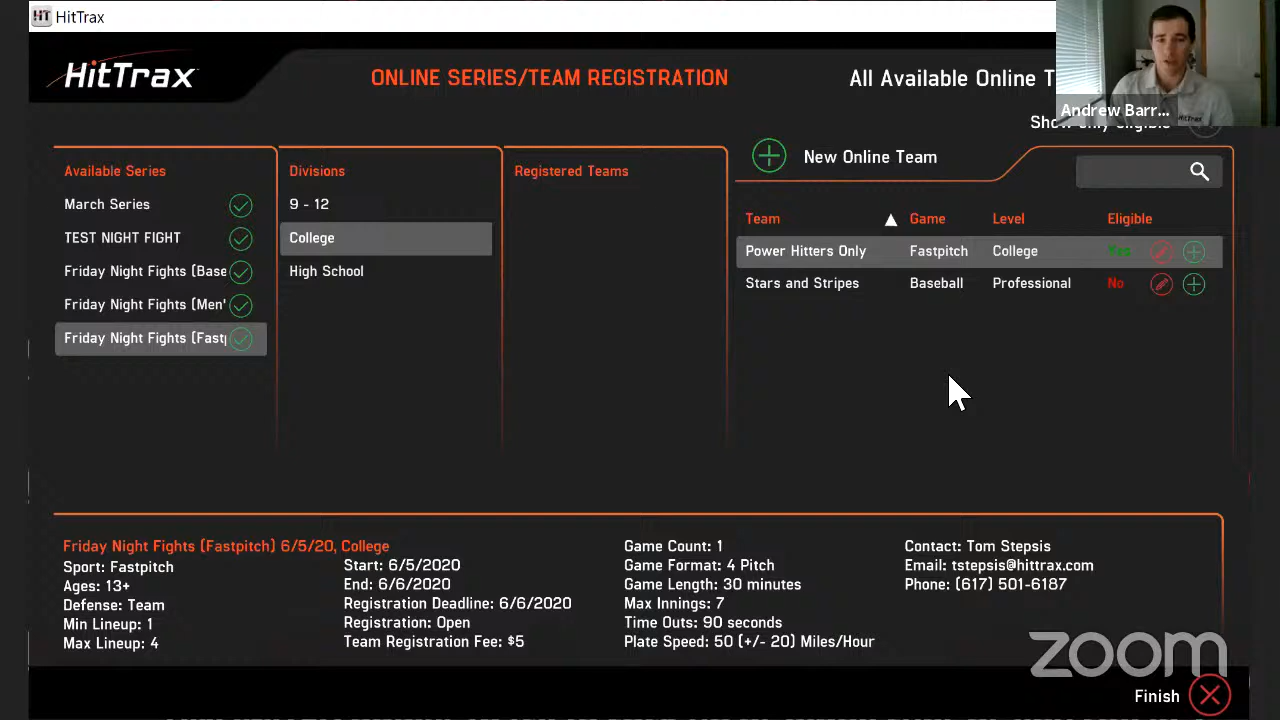 HT HitTrax
HitTrax
ONLINE SERIES/TEAM REGISTRATION
All Available Online T
Andrew Barr...
Show Only Eligible
New Online Team
Available Series
March Series
TEST NIGHT FIGHT
Friday Night Fights (Base
Friday Night Fights (Men'
Friday Night Fights (Fast
Divisions
9 - 12
College
High School
Registered Teams
Team Game Level Eligible
Power Hitters Only Fastpitch College Yes
Stars and Stripes Baseball Professional No
Friday Night Fights (Fastpitch) 6/5/20, College
Sport: Fastpitch
Ages: 13+
Defense: Team
Min Lineup: 1
Max Lineup: 4
Start: 6/5/2020
End: 6/6/2020
Registration Deadline: 6/6/2020
Registration: Open
Team Registration Fee: $5
Game Count: 1
Game Format: 4 Pitch
Game Length: 30 minutes
Max Innings: 7
Time Outs: 90 seconds
Plate Speed: 50 (+/- 20) Miles/Hour
Contact: Tom Stepsis
Email: tstepsis@hittrax.com
Phone: (617) 501-6187
zoom
Finish